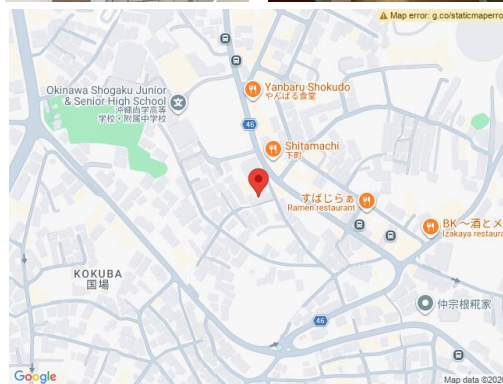 Map error: g.co/staticmaperro
Okinawa Shogaku Junior
& Senior High School
沖縄尚学高等
学校・附属中学校
Yanbaru Shokudo
やんばる食堂
46
Shitamachi
下町
すばじらぁ
Ramen restaurant
BK ～酒とメ
Izakaya restaura
KOKUBA
国場
仲宗根糀家
46
Google
Map data ©202